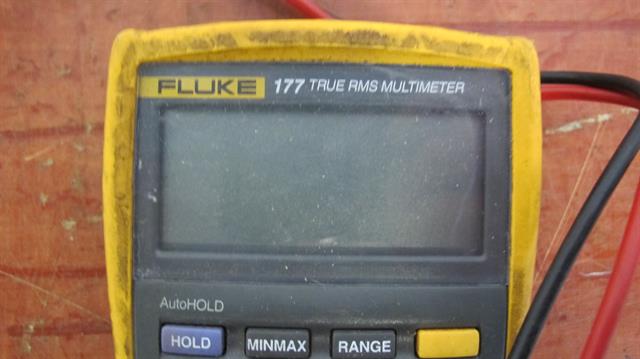 FLUKE 177 TRUE RMS MULTIMETER
AutoHOLD
HOLD MINMAX RANGE